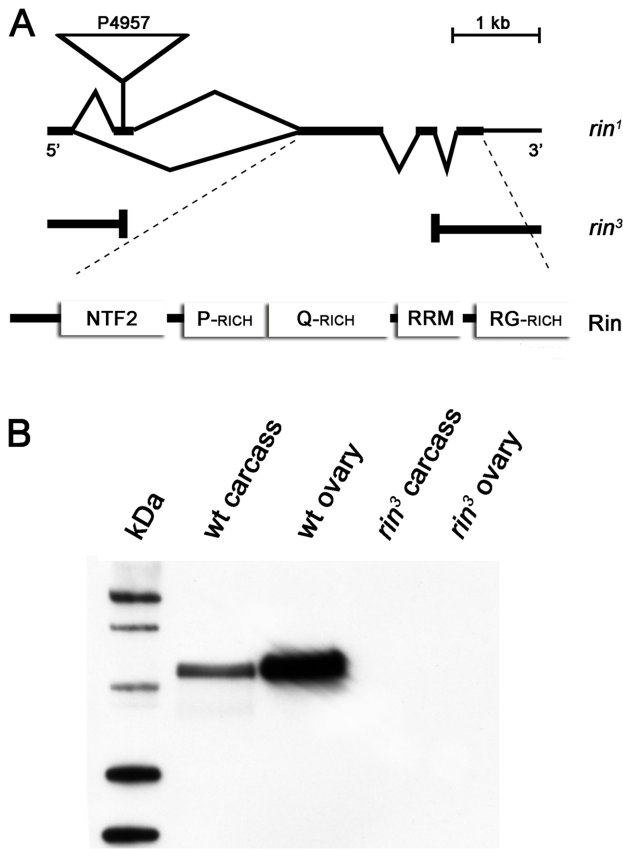 A
P4957
1 kb
5’
3’
rin¹
rin³
NTF2
P-RICH
Q-RICH
RRM
RG-RICH
Rin
B
kDa
wt carcass
wt ovary
rin³ carcass
rin³ ovary